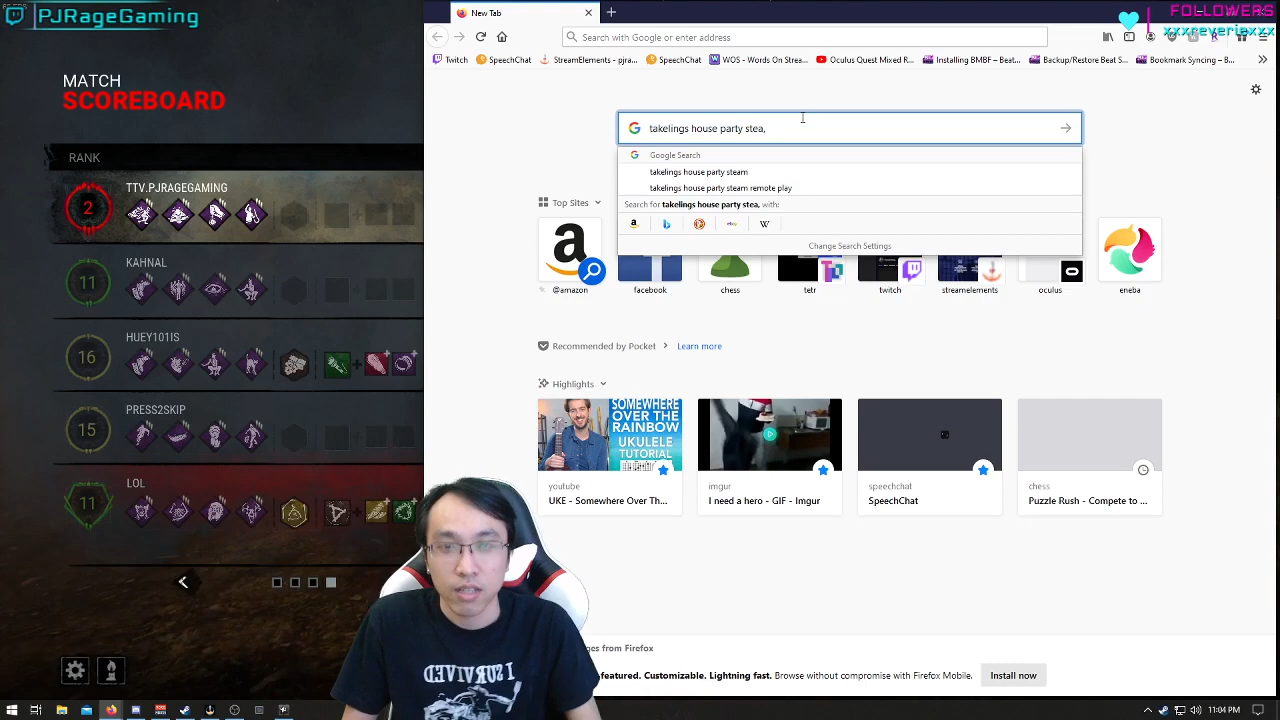 PJRageGaming
FOLLOWERS
xxxreveriexxx
MATCH
SCOREBOARD
RANK
2 TTV.PJRAGEGAMING
11 KAHNAL
16 HUEY101IS
15 PRESS2SKIP
11 LOL
New Tab
Search with Google or enter address
Twitch
SpeechChat
StreamElements - pjra...
SpeechChat
WOS - Words On Strea...
Oculus Quest Mixed R...
Installing BMBF – Beat...
Backup/Restore Beat S...
Bookmark Syncing – B...
takelings house party stea,
Google Search
takelings house party steam
takelings house party steam remote play
Search for takelings house party stea, with:
Change Search Settings
Top Sites
@amazon
facebook
chess
tetr
twitch
streamelements
oculus
eneba
Recommended by Pocket
Learn more
Highlights
SOMEWHERE
OVER THE
RAINBOW
UKULELE
TUTORIAL
youtube
UKE - Somewhere Over Th...
imgur
I need a hero - GIF - Imgur
speechchat
SpeechChat
chess
Puzzle Rush - Compete to ...
I SURVIVED
ges from Firefox
featured. Customizable. Lightning fast. Browse without compromise with Firefox Mobile.
Install now
11:04 PM